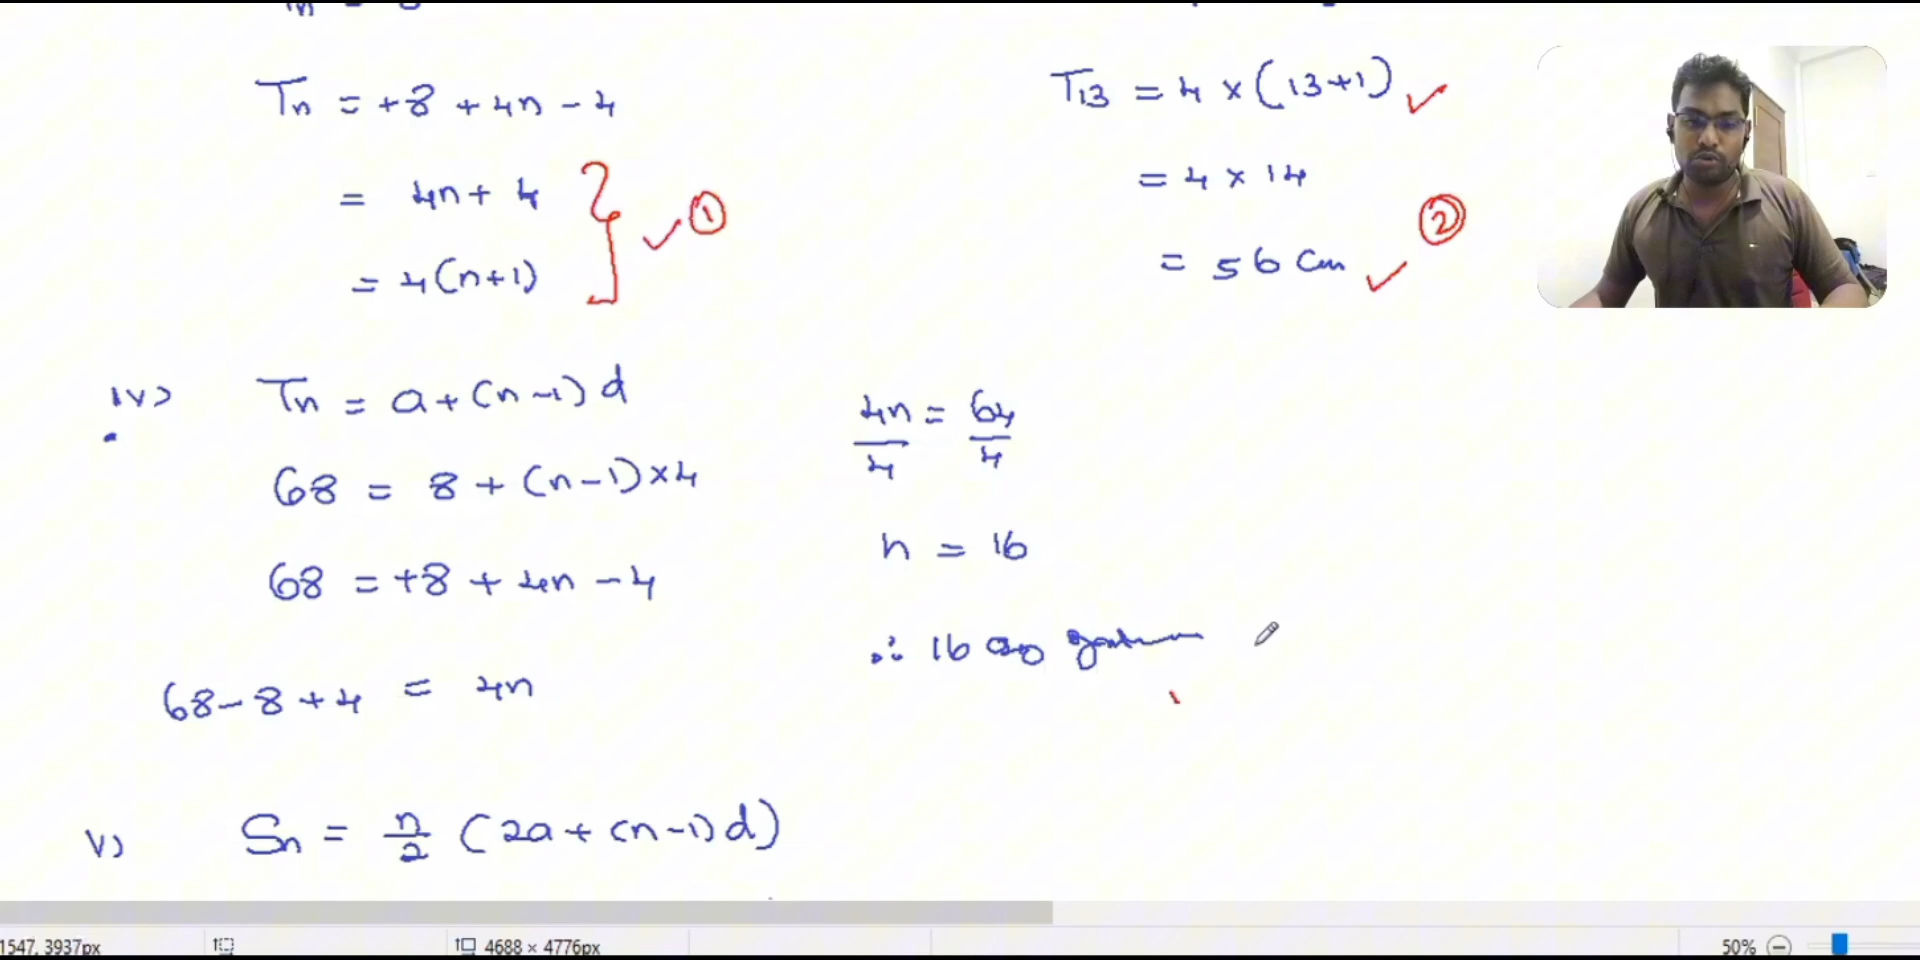 Tn = +8 + 4n - 4
= 4n + 4
= 4(n+1)
①
T13 = 4 × (13+1)
= 4 × 14
= 56 cm
②
iv) Tn = a + (n-1) d
68 = 8 + (n-1) × 4
68 = +8 + 4n - 4
68 - 8 + 4 = 4n
4n/4 = 64/4
n = 16
∴ 16
v) Sn = n/2 (2a + (n-1) d)
1547, 3937px
4688 × 4776px
50%